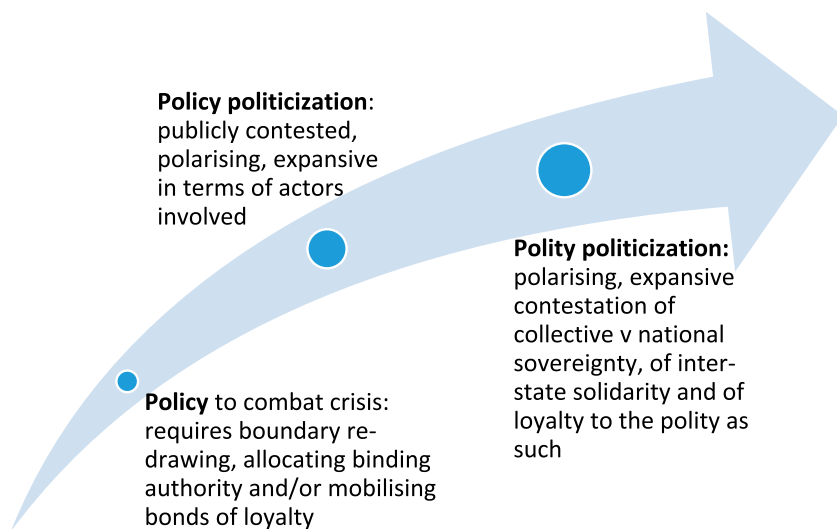 Policy politicization:
publicly contested,
polarising, expansive
in terms of actors
involved
Polity politicization:
polarising, expansive
contestation of
collective v national
sovereignty, of inter-
state solidarity and of
loyalty to the polity as
such
Policy to combat crisis:
requires boundary re-
drawing, allocating binding
authority and/or mobilising
bonds of loyalty